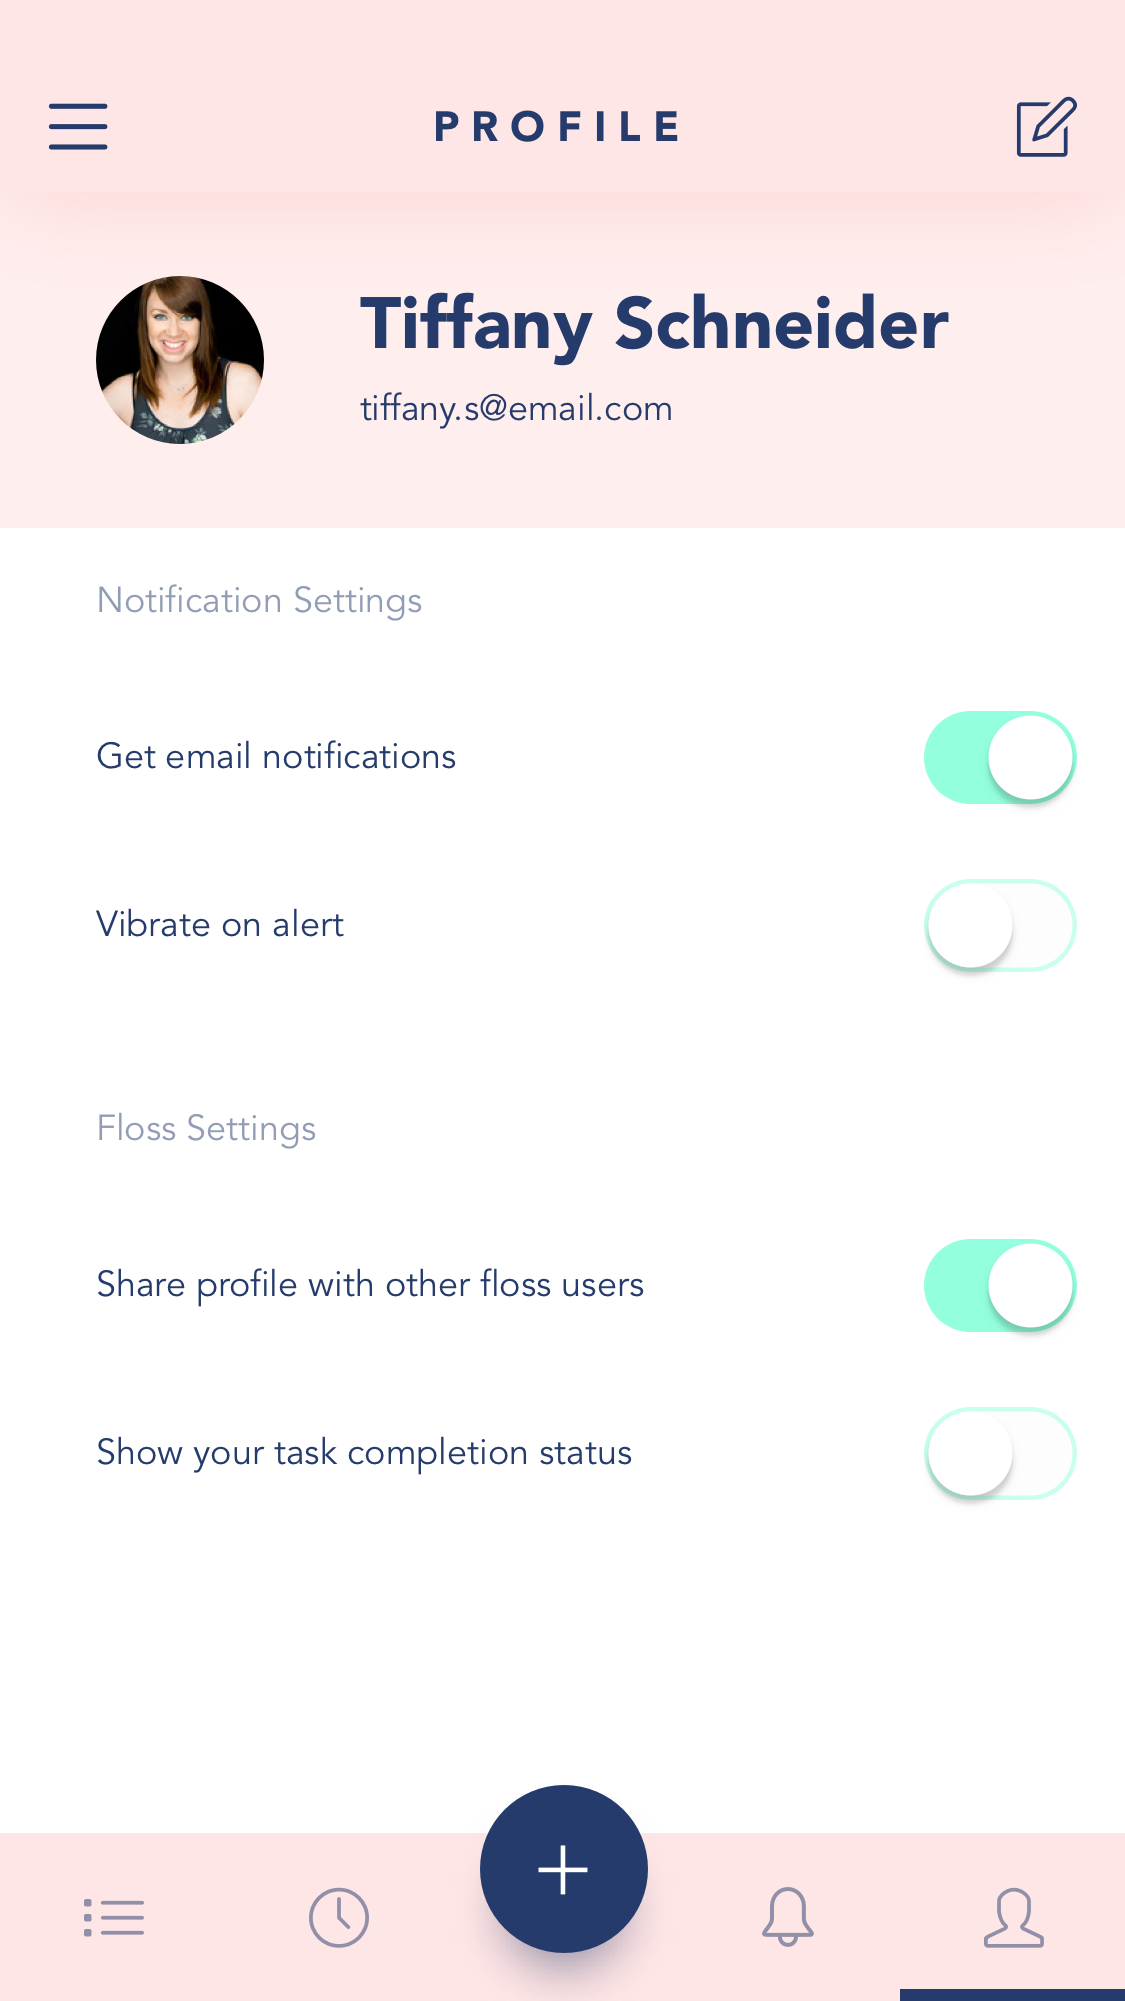 PROFILE
Tiffany Schneider
tiffany.s@email.com
Notification Settings
Get email notifications
Vibrate on alert
Floss Settings
Share profile with other floss users
Show your task completion status